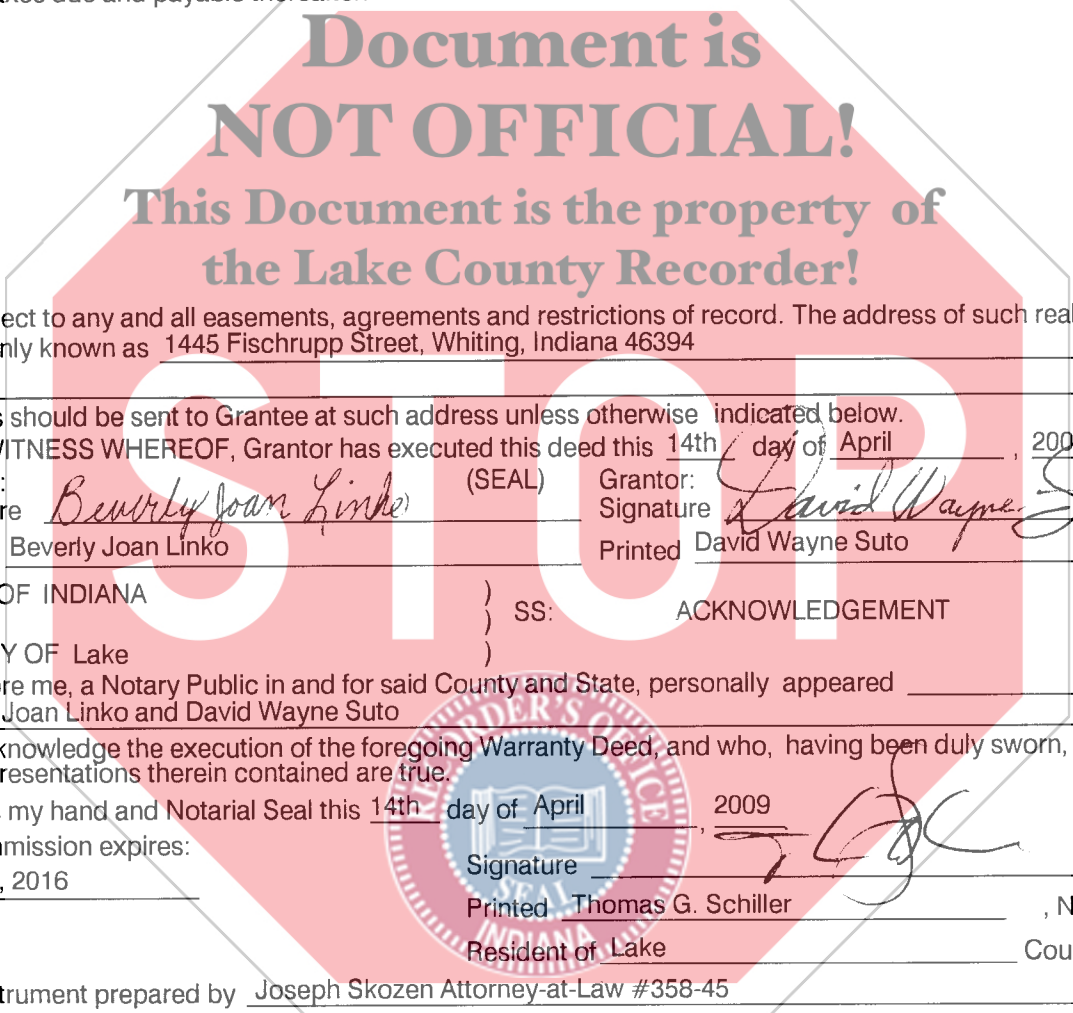 Document is
NOT OFFICIAL!
This Document is the property of
the Lake County Recorder!
ect to any and all easements, agreements and restrictions of record. The address of such real
nly known as 1445 Fischrupp Street, Whiting, Indiana 46394
STOP
s should be sent to Grantee at such address unless otherwise indicated below.
WITNESS WHEREOF, Grantor has executed this deed this 14th day of April , 200
: (SEAL) Grantor:
re Beverly Joan Linko Signature David Wayne S
Beverly Joan Linko Printed David Wayne Suto
OF INDIANA )
) SS: ACKNOWLEDGEMENT
Y OF Lake )
re me, a Notary Public in and for said County and State, personally appeared
Joan Linko and David Wayne Suto
knowledge the execution of the foregoing Warranty Deed, and who, having been duly sworn,
resentations therein contained are true.
my hand and Notarial Seal this 14th day of April , 2009
mission expires:
, 2016
Signature
Printed Thomas G. Schiller , N
Resident of Lake Cou
trument prepared by Joseph Skozen Attorney-at-Law #358-45
RECORDER'S OFFICE
SEAL
INDIANA